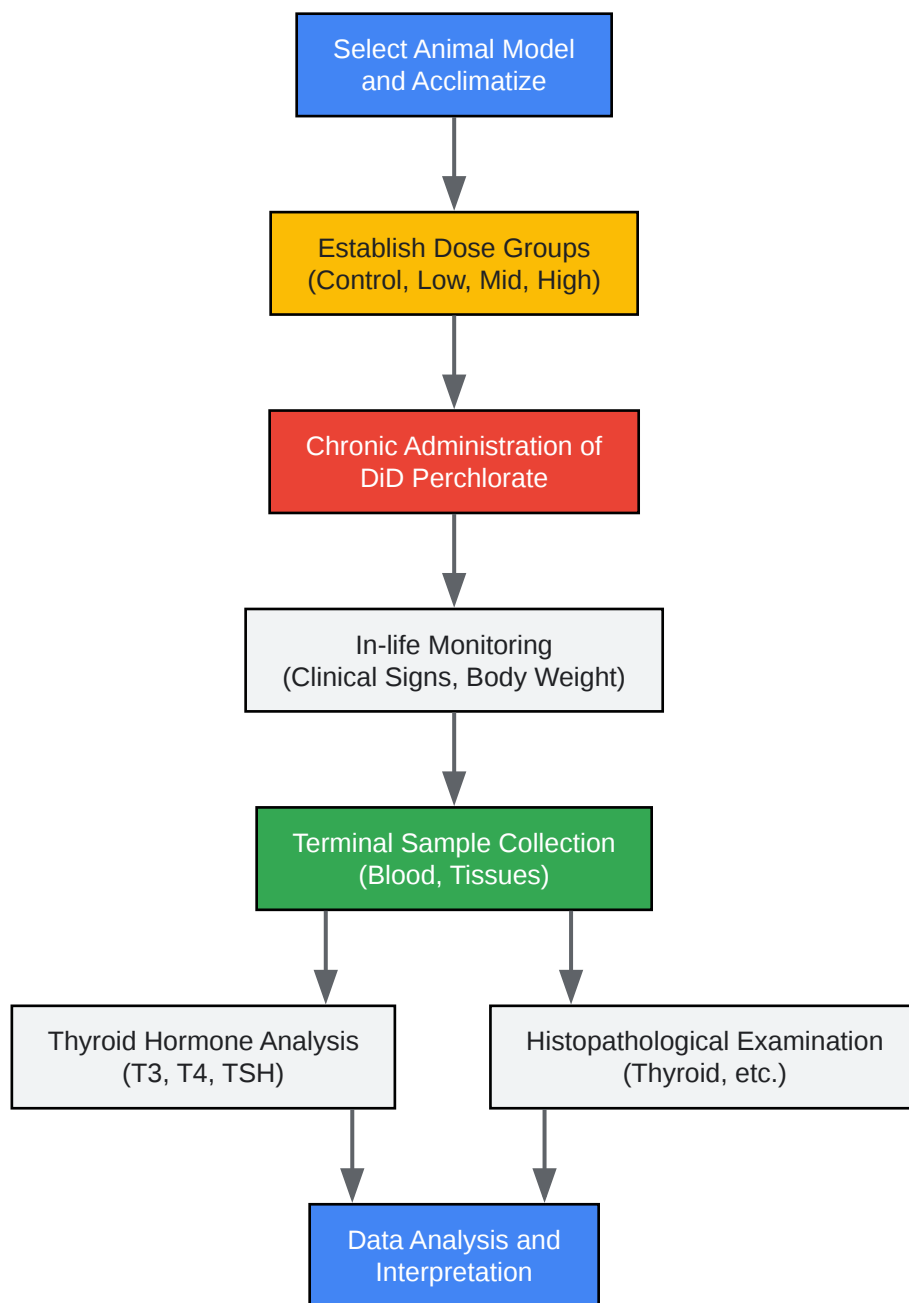 Select Animal Model
and Acclimatize
Establish Dose Groups
(Control, Low, Mid, High)
Chronic Administration of
DiD Perchlorate
In-life Monitoring
(Clinical Signs, Body Weight)
Terminal Sample Collection
(Blood, Tissues)
Thyroid Hormone Analysis
(T3, T4, TSH)
Histopathological Examination
(Thyroid, etc.)
Data Analysis and
Interpretation